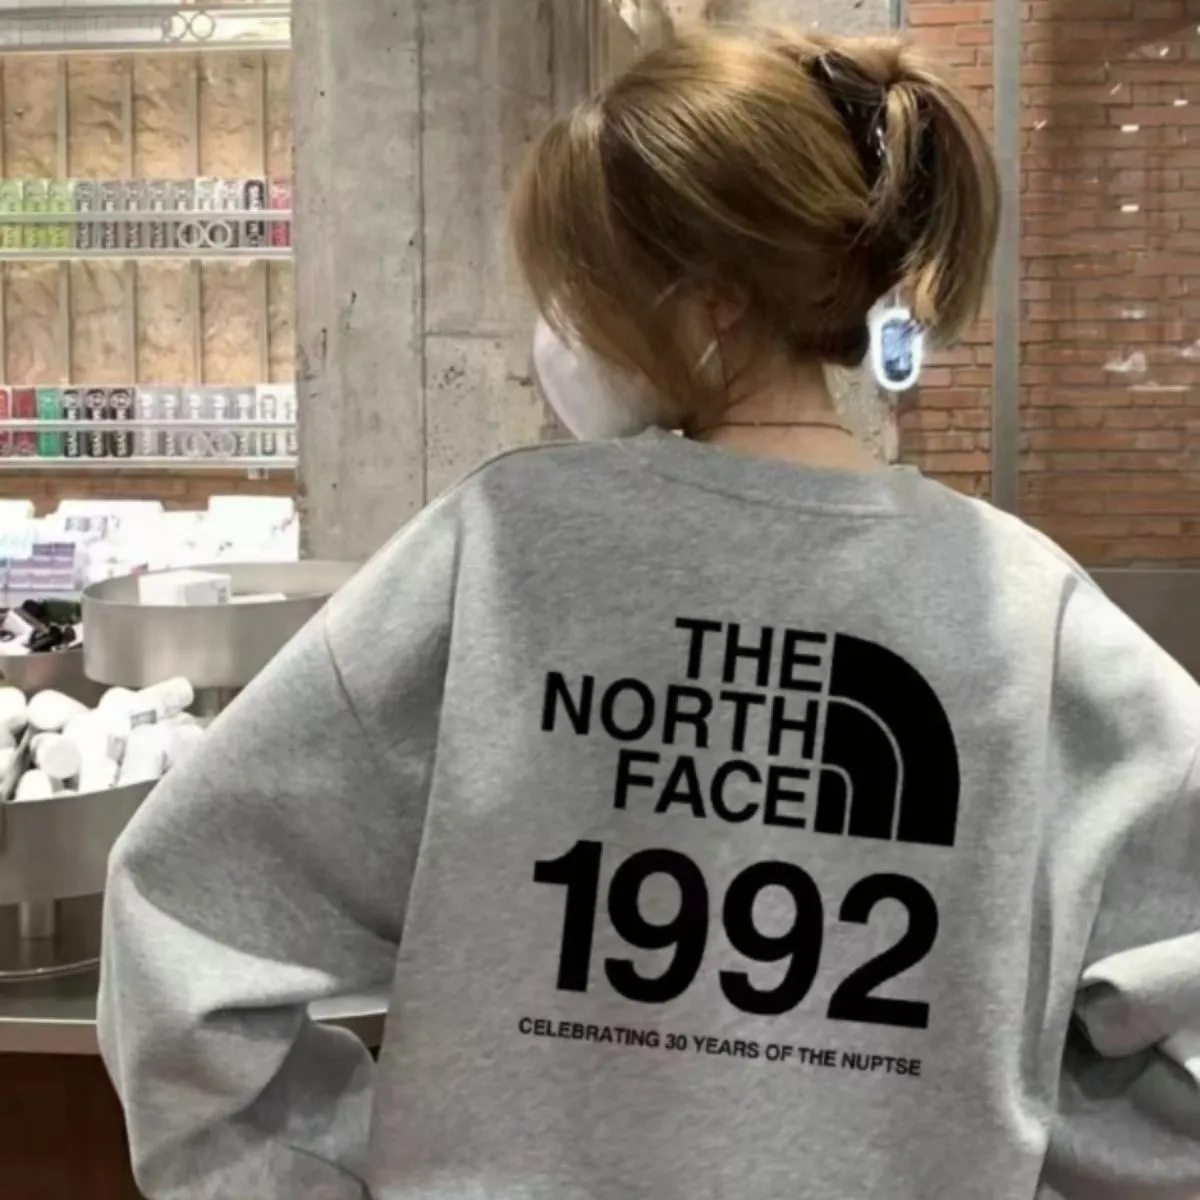 THE
NORTH
FACE
1992
CELEBRATING 30 YEARS OF THE NUPTSE